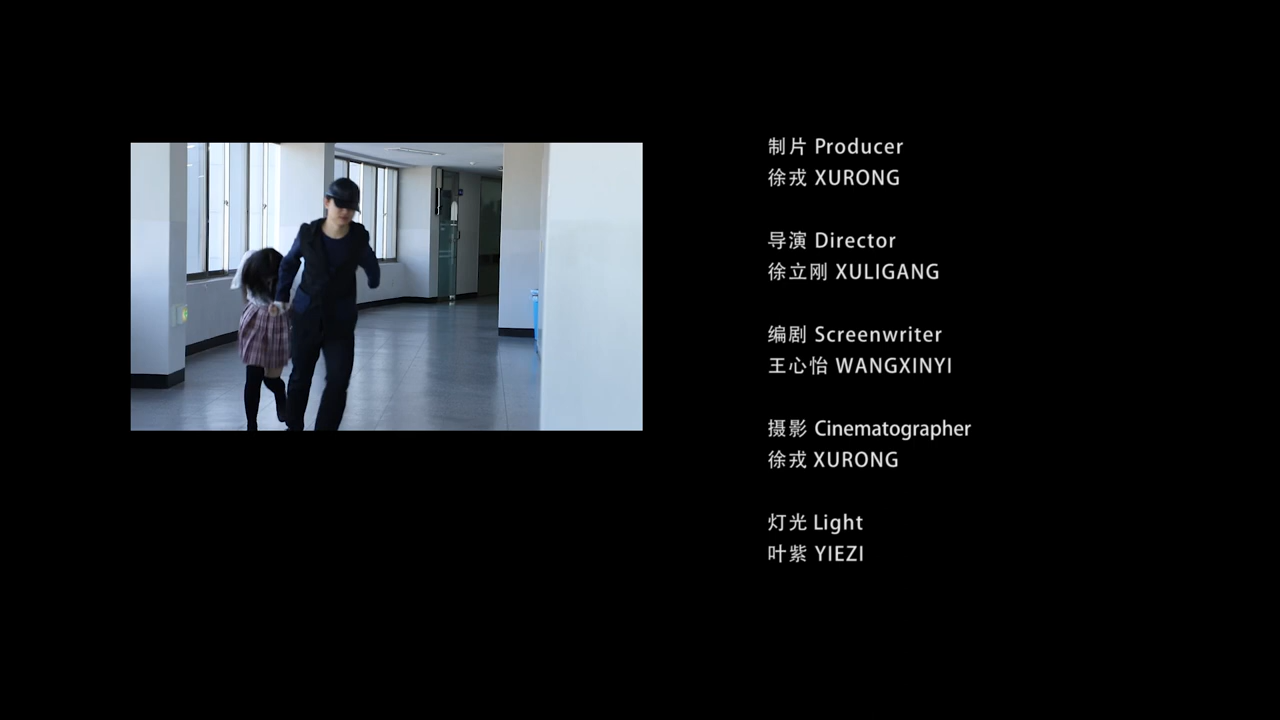 制片 Producer
徐戎 XURONG
导演 Director
徐立刚 XULIGANG
编剧 Screenwriter
王心怡 WANGXINYI
摄影 Cinematographer
徐戎 XURONG
灯光 Light
叶紫 YIEZI